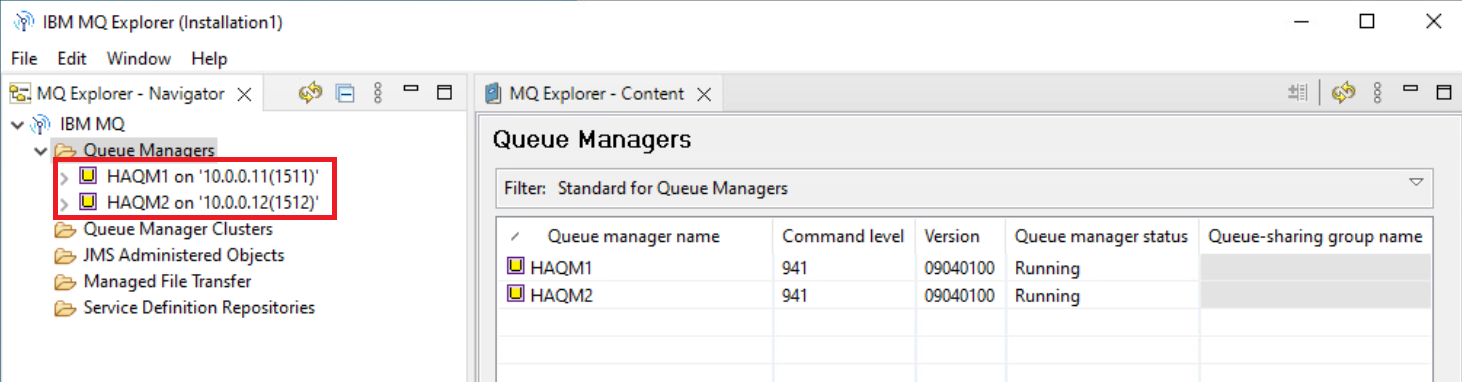 IBM MQ Explorer (Installation1)
File Edit Window Help
MQ Explorer - Navigator
IBM MQ
Queue Managers
HAQM1 on '10.0.0.11(1511)'
HAQM2 on '10.0.0.12(1512)'
Queue Manager Clusters
JMS Administered Objects
Managed File Transfer
Service Definition Repositories
MQ Explorer - Content
Queue Managers
Filter: Standard for Queue Managers
Queue manager name Command level Version Queue manager status Queue-sharing group name
HAQM1 941 09040100 Running
HAQM2 941 09040100 Running